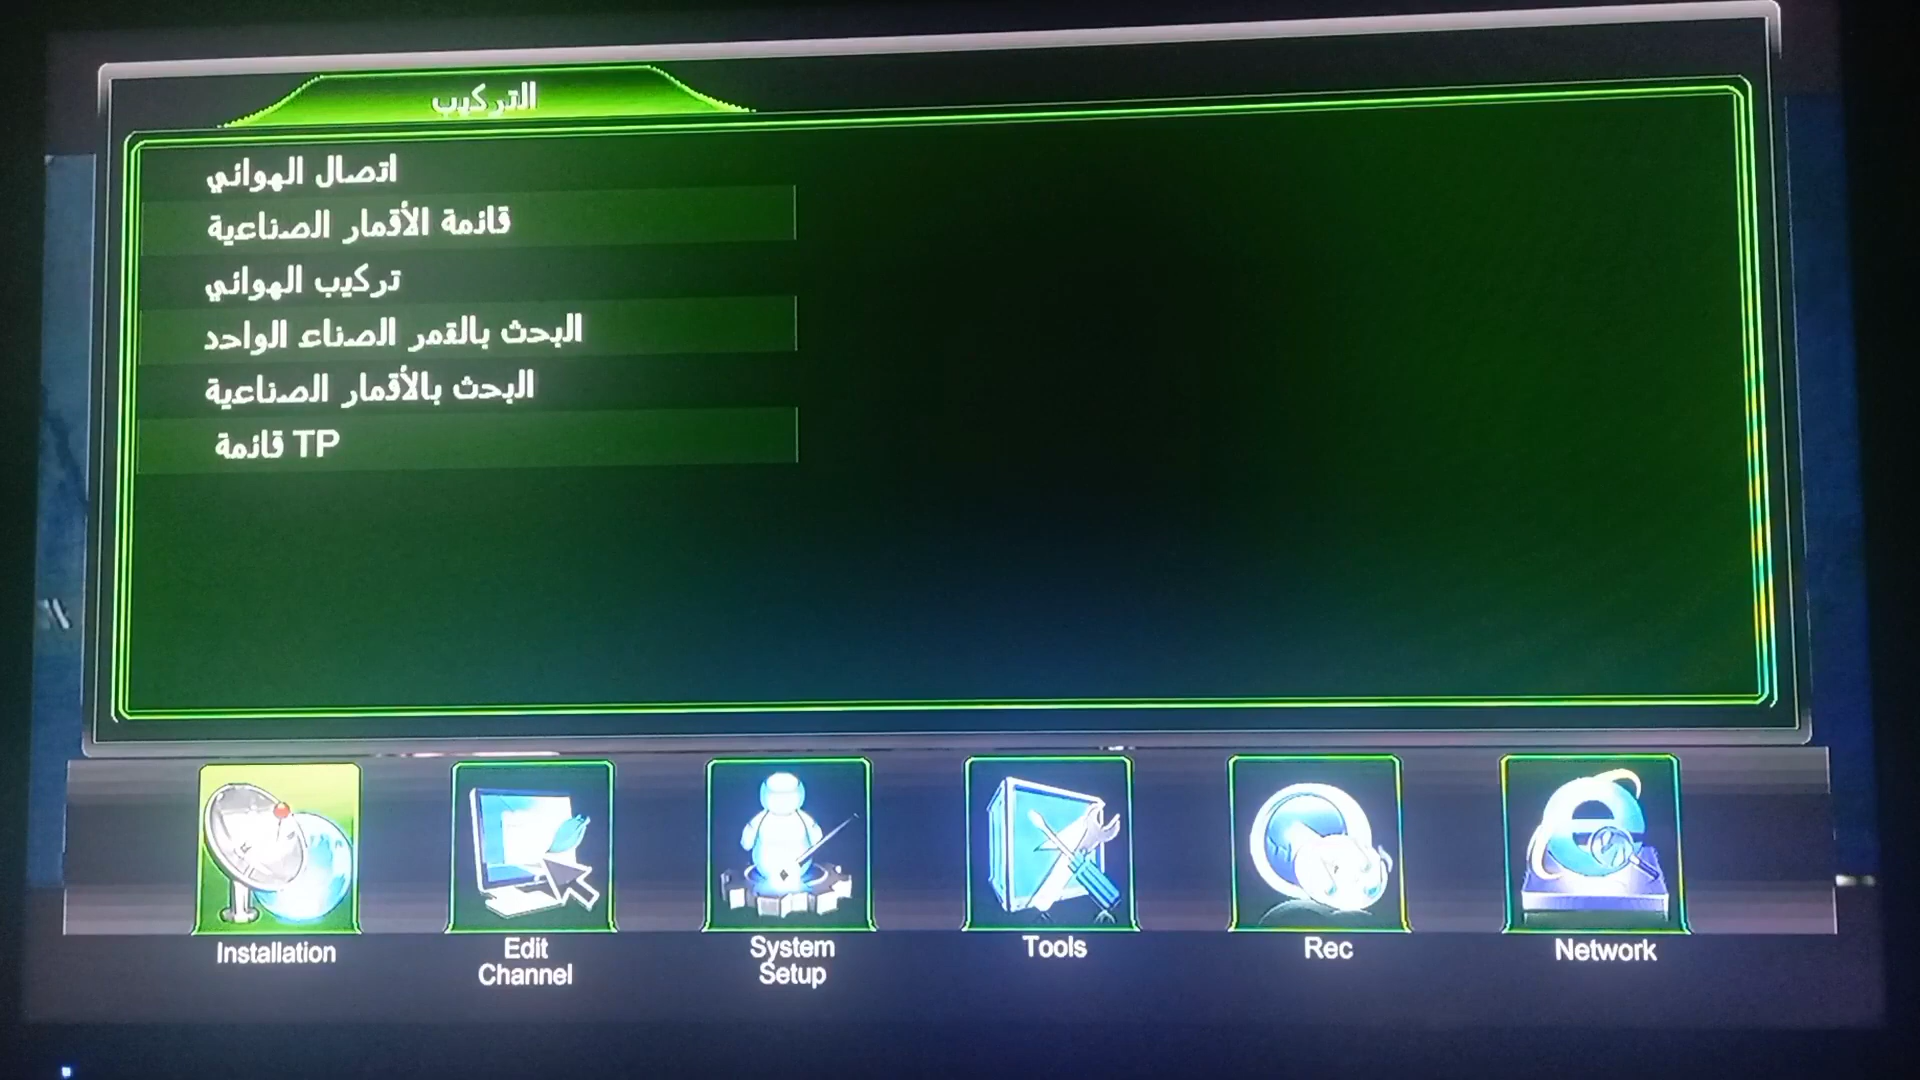 التركيب
اتصال الهوائي
قائمة الأقمار الصناعية
تركيب الهوائي
البحث بالقمر الصناء الواحد
البحث بالأقمار الصناعية
TP قائمة
Installation
Edit
Channel
System
Setup
Tools
Rec
Network